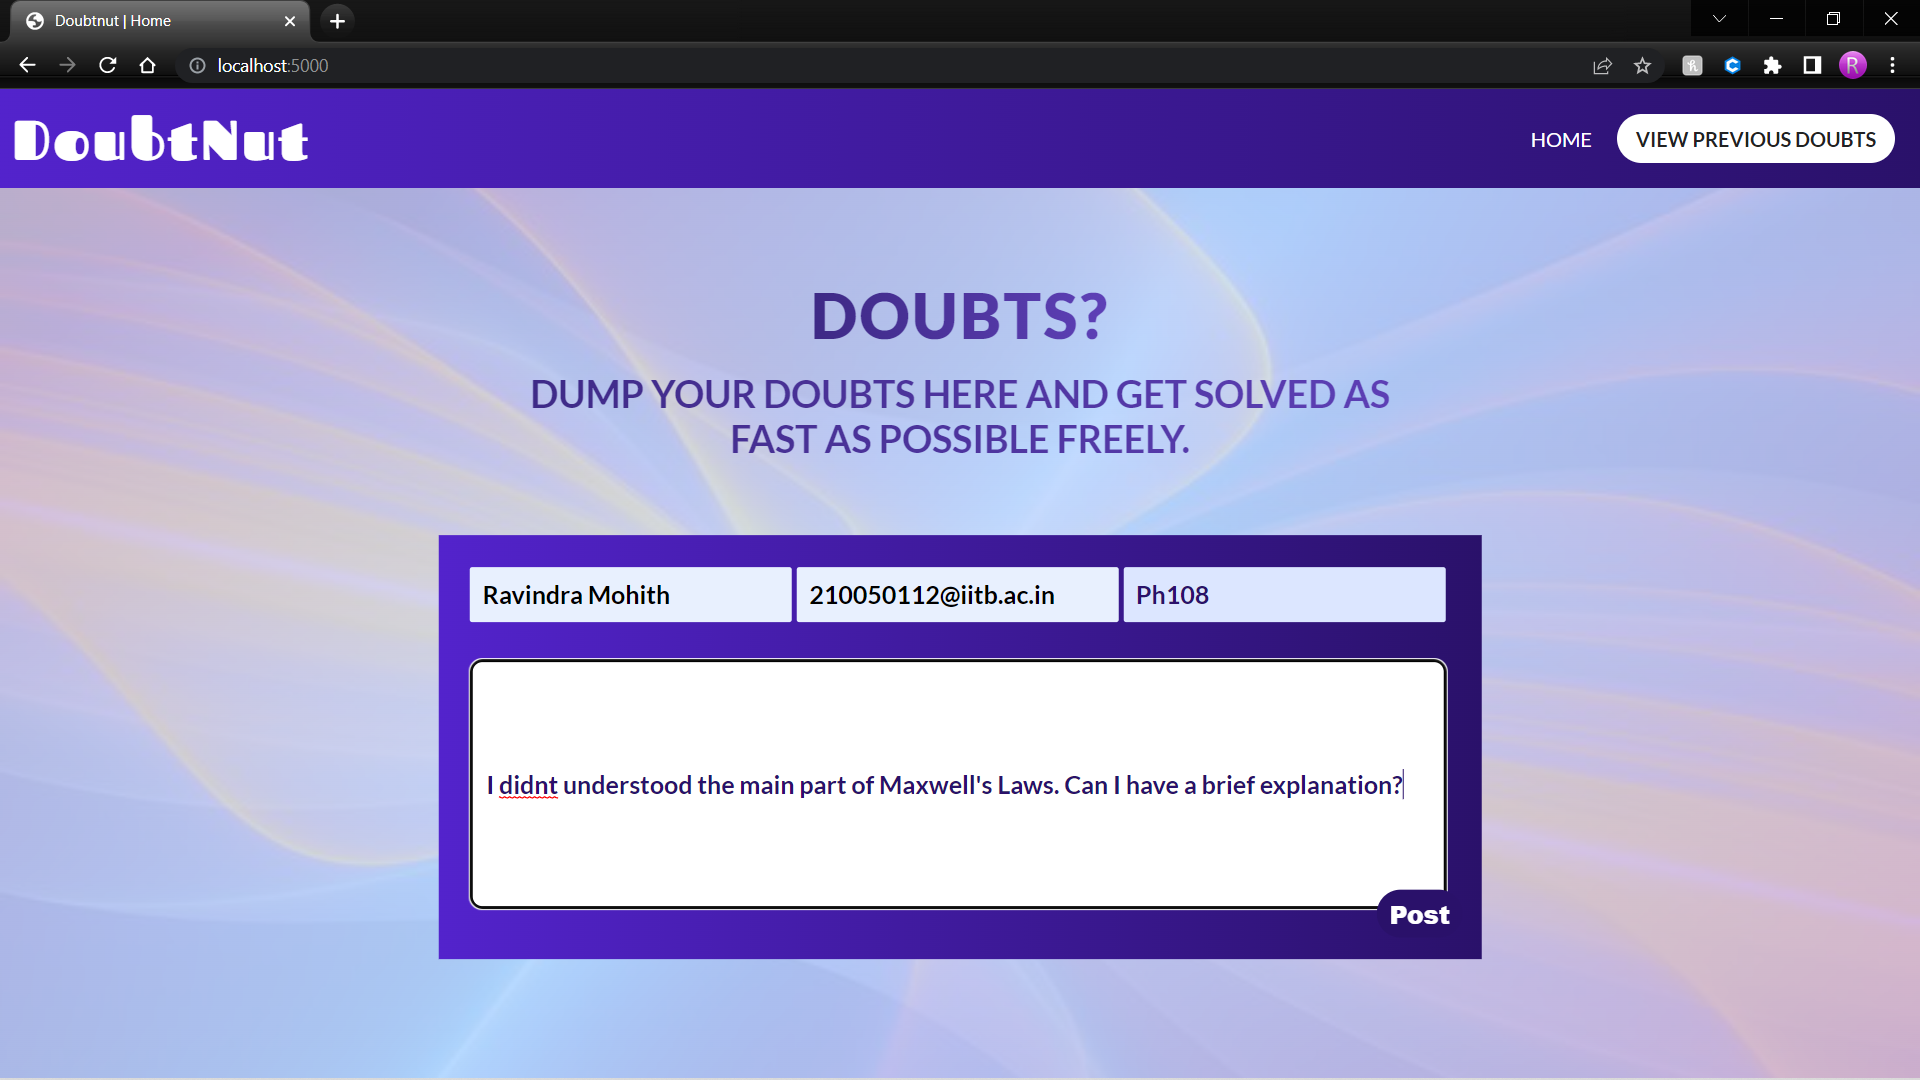 Doubtnut | Home
localhost:5000
R
DoubtNut
HOME
VIEW PREVIOUS DOUBTS
DOUBTS?
DUMP YOUR DOUBTS HERE AND GET SOLVED AS
FAST AS POSSIBLE FREELY.
Ravindra Mohith
210050112@iitb.ac.in
Ph108
I didnt understood the main part of Maxwell's Laws. Can I have a brief explanation?
Post